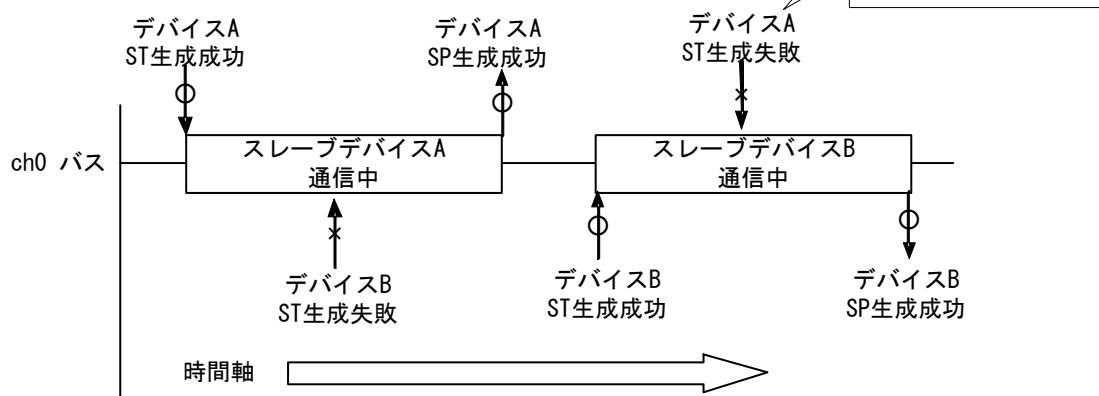 デバイスA
ST生成成功
デバイスA
SP生成成功
デバイスA
ST生成失敗
ch0 バス
スレーブデバイスA
通信中
スレーブデバイスB
通信中
デバイスB
ST生成失敗
デバイスB
ST生成成功
デバイスB
SP生成成功
時間軸